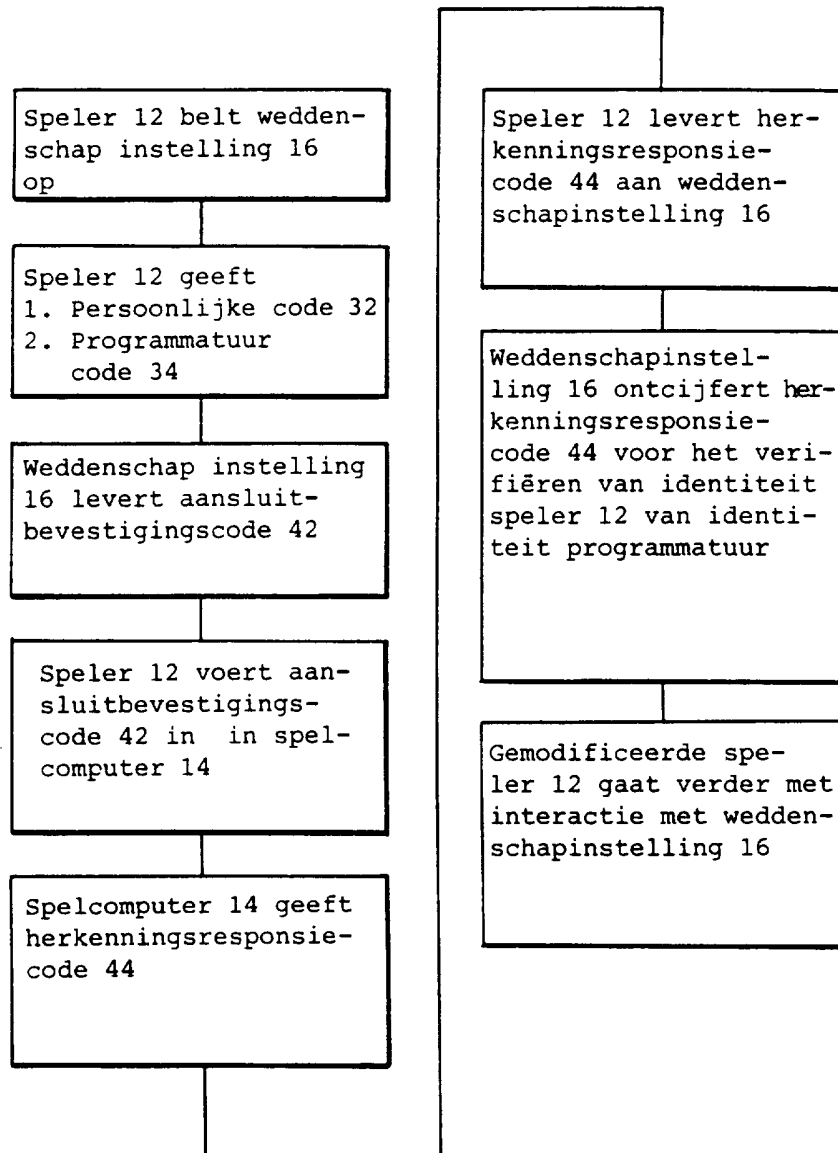 Speler 12 belt wedden-
schap instelling 16
op
Speler 12 geeft
1. Persoonlijke code 32
2. Programmatuur
code 34
Weddenschap instelling
16 levert aansluit-
bevestigingscode 42
Speler 12 voert aan-
sluitbevestigings-
code 42 in in spel-
computer 14
Spelcomputer 14 geeft
herkenningsresponsie-
code 44
Speler 12 levert her-
kenningsresponsie-
code 44 aan wedden-
schapinstelling 16
Weddenschapinstel-
ling 16 ontcijfert her-
kenningsresponsie-
code 44 voor het veri-
fiëren van identiteit
speler 12 van identi-
teit programmatuur
Gemodificeerde spe-
ler 12 gaat verder met
interactie met wedden-
schapinstelling 16